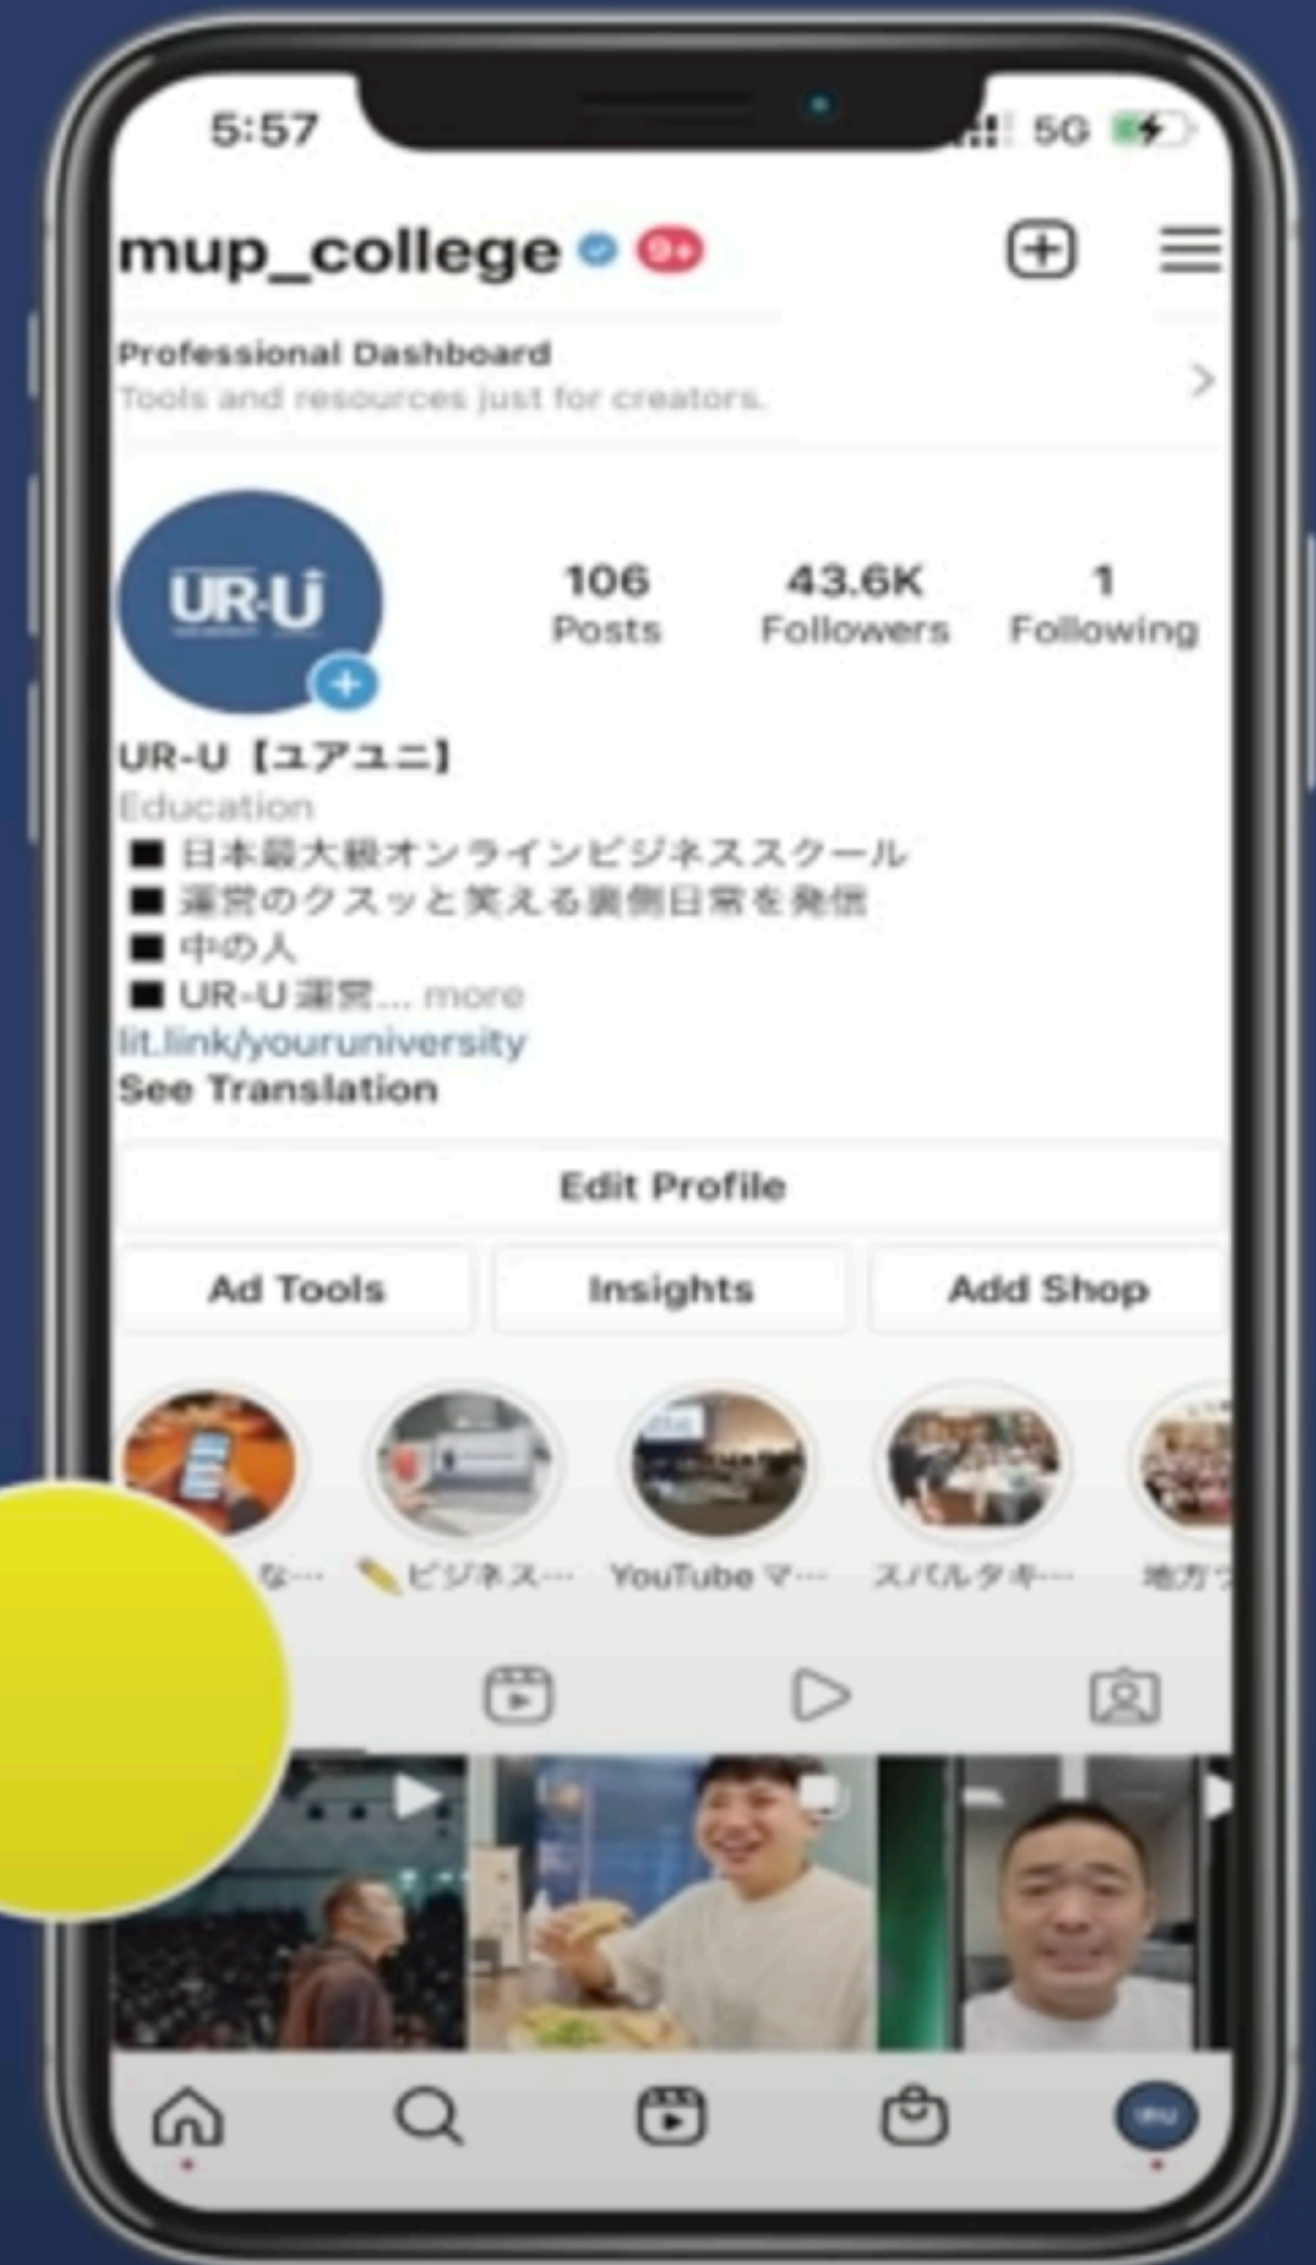 5:57
5G
mup_college
9+
Professional Dashboard
Tools and resources just for creators.
UR-U
106
Posts
43.6K
Followers
1
Following
UR-U【ユアユニ】
Education
■ 日本最大級オンラインビジネススクール
■ 運営のクスッと笑える裏側日常を発信
■ 中の人
■ UR-U運営... more
lit.link/youruniversity
See Translation
Edit Profile
Ad Tools
Insights
Add Shop
な…
✏️ビジネス…
YouTube マ…
スパルタキ…
地方